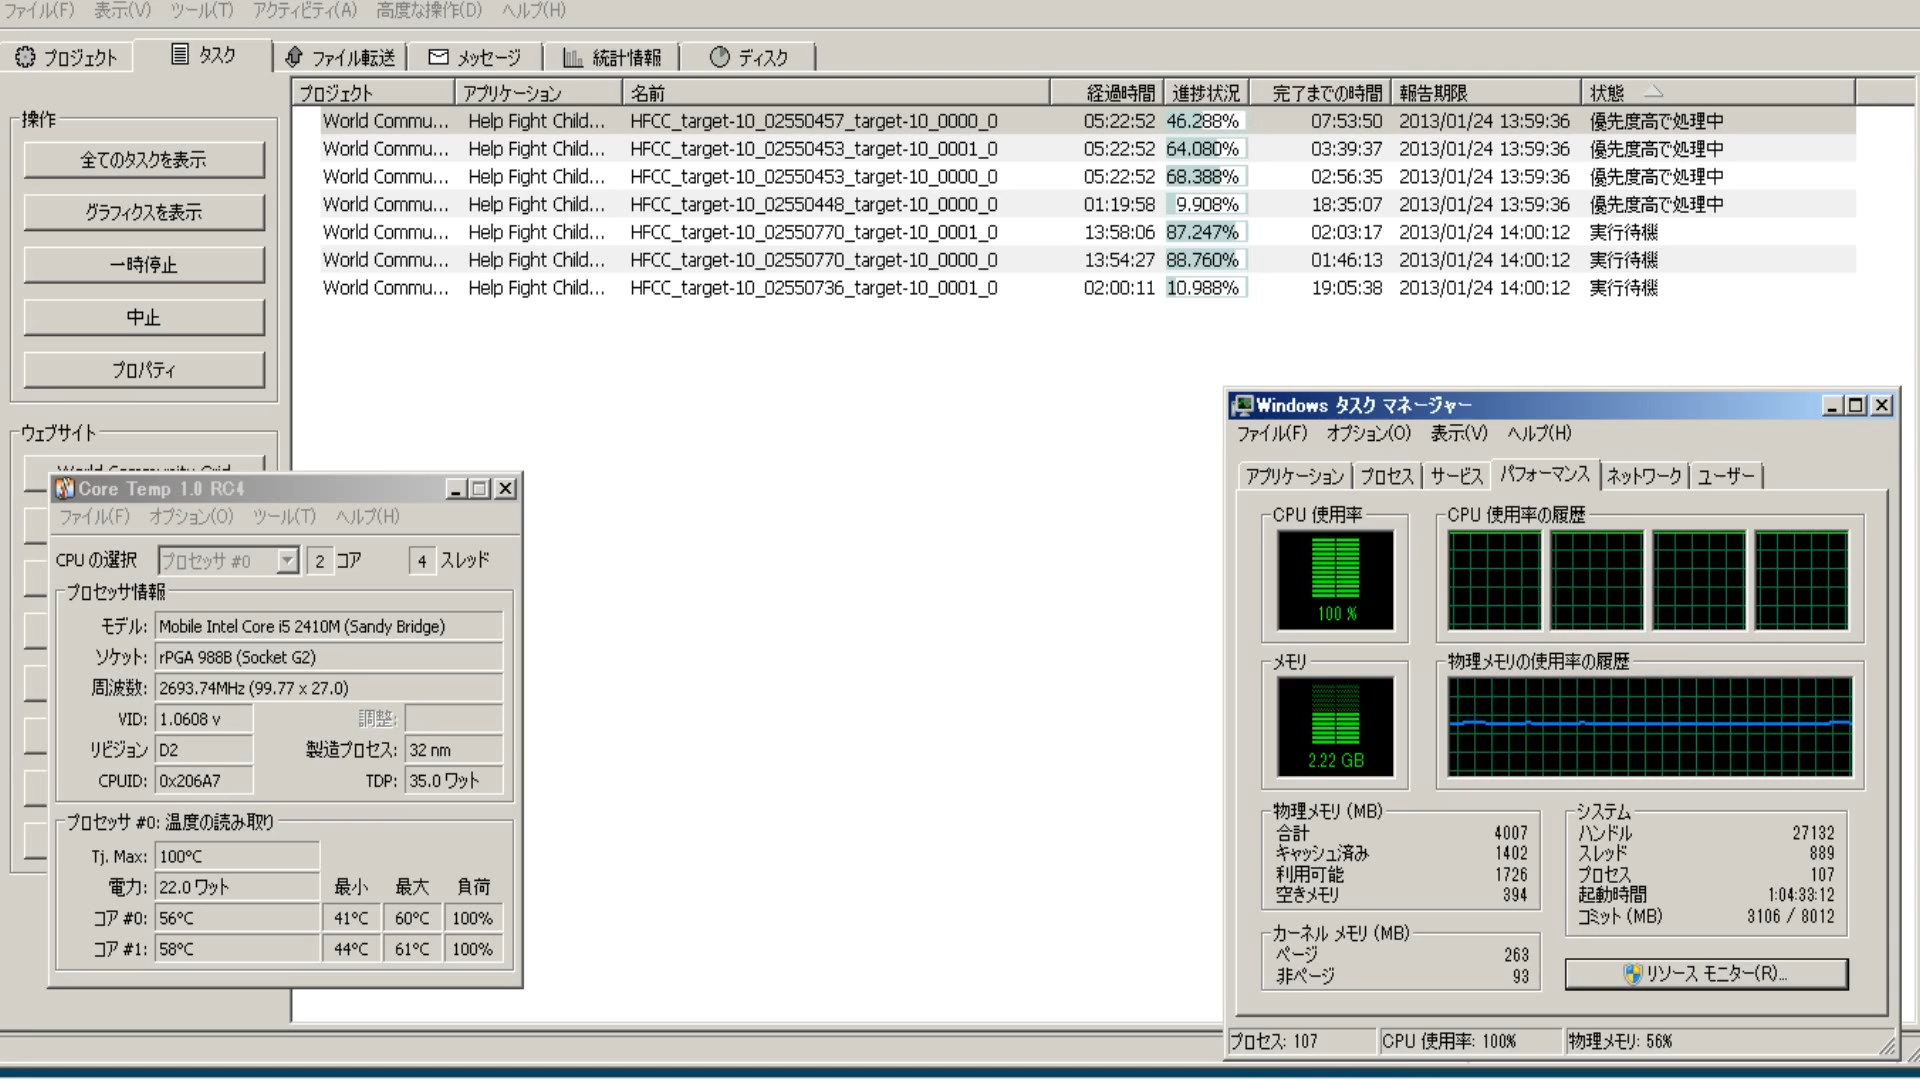 ファイル(F) 表示(V) ツール(T) アクティビティ(A) 高度な操作(D) ヘルプ(H)
プロジェクト タスク ファイル転送 メッセージ 統計情報 ディスク
操作
全てのタスクを表示
グラフィクスを表示
一時停止
中止
プロパティ
ウェブサイト
World Community Grid
プロジェクト アプリケーション 名前 経過時間 進捗状況 完了までの時間 報告期限 状態
World Commu... Help Fight Child... HFCC_target-10_02550457_target-10_0000_0 05:22:52 46.288% 07:53:50 2013/01/24 13:59:36 優先度高で処理中
World Commu... Help Fight Child... HFCC_target-10_02550453_target-10_0001_0 05:22:52 64.080% 03:39:37 2013/01/24 13:59:36 優先度高で処理中
World Commu... Help Fight Child... HFCC_target-10_02550453_target-10_0000_0 05:22:52 68.388% 02:56:35 2013/01/24 13:59:36 優先度高で処理中
World Commu... Help Fight Child... HFCC_target-10_02550448_target-10_0000_0 01:19:58 9.908% 18:35:07 2013/01/24 13:59:36 優先度高で処理中
World Commu... Help Fight Child... HFCC_target-10_02550770_target-10_0001_0 13:58:06 87.247% 02:03:17 2013/01/24 14:00:12 実行待機
World Commu... Help Fight Child... HFCC_target-10_02550770_target-10_0000_0 13:54:27 88.760% 01:46:13 2013/01/24 14:00:12 実行待機
World Commu... Help Fight Child... HFCC_target-10_02550736_target-10_0001_0 02:00:11 10.988% 19:05:38 2013/01/24 14:00:12 実行待機
Core Temp 1.0 RC4
ファイル(F) オプション(O) ツール(T) ヘルプ(H)
CPU の選択 プロセッサ #0 2 コア 4 スレッド
プロセッサ情報
モデル: Mobile Intel Core i5 2410M (Sandy Bridge)
ソケット: rPGA 988B (Socket G2)
周波数: 2693.74MHz (99.77 x 27.0)
VID: 1.0608 v 調整:
リビジョン D2 製造プロセス: 32 nm
CPUID: 0x206A7 TDP: 35.0 ワット
プロセッサ #0: 温度の読み取り
Tj. Max: 100°C
電力: 22.0 ワット 最小 最大 負荷
コア #0: 56°C 41°C 60°C 100%
コア #1: 58°C 44°C 61°C 100%
Windows タスク マネージャー
ファイル(F) オプション(O) 表示(V) ヘルプ(H)
アプリケーション プロセス サービス パフォーマンス ネットワーク ユーザー
CPU 使用率 CPU 使用率の履歴
100 %
メモリ 物理メモリの使用率の履歴
2.22 GB
物理メモリ (MB)
合計 4007
キャッシュ済み 1402
利用可能 1726
空きメモリ 394
カーネル メモリ (MB)
ページ 263
非ページ 93
システム
ハンドル 27132
スレッド 889
プロセス 107
起動時間 1:04:33:12
コミット (MB) 3106 / 8012
リソース モニター(R)...
プロセス: 107 CPU 使用率: 100% 物理メモリ: 56%